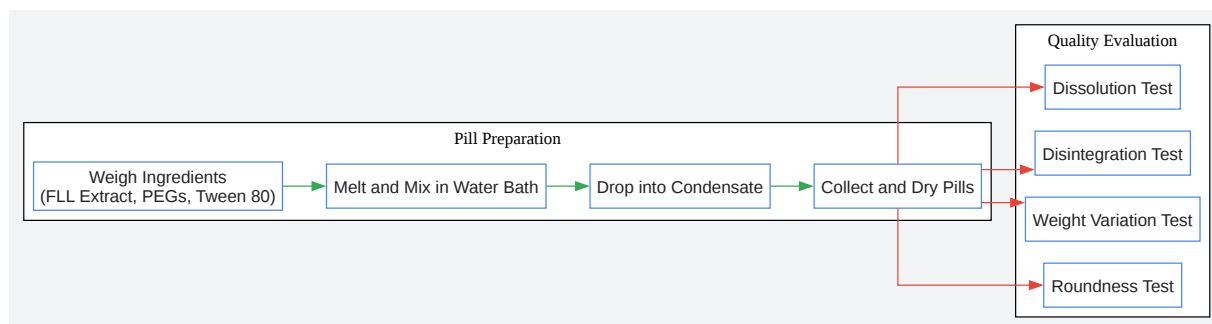 Pill Preparation
Weigh Ingredients
(FLL Extract, PEGs, Tween 80)
Melt and Mix in Water Bath
Drop into Condensate
Collect and Dry Pills
Quality Evaluation
Dissolution Test
Disintegration Test
Weight Variation Test
Roundness Test